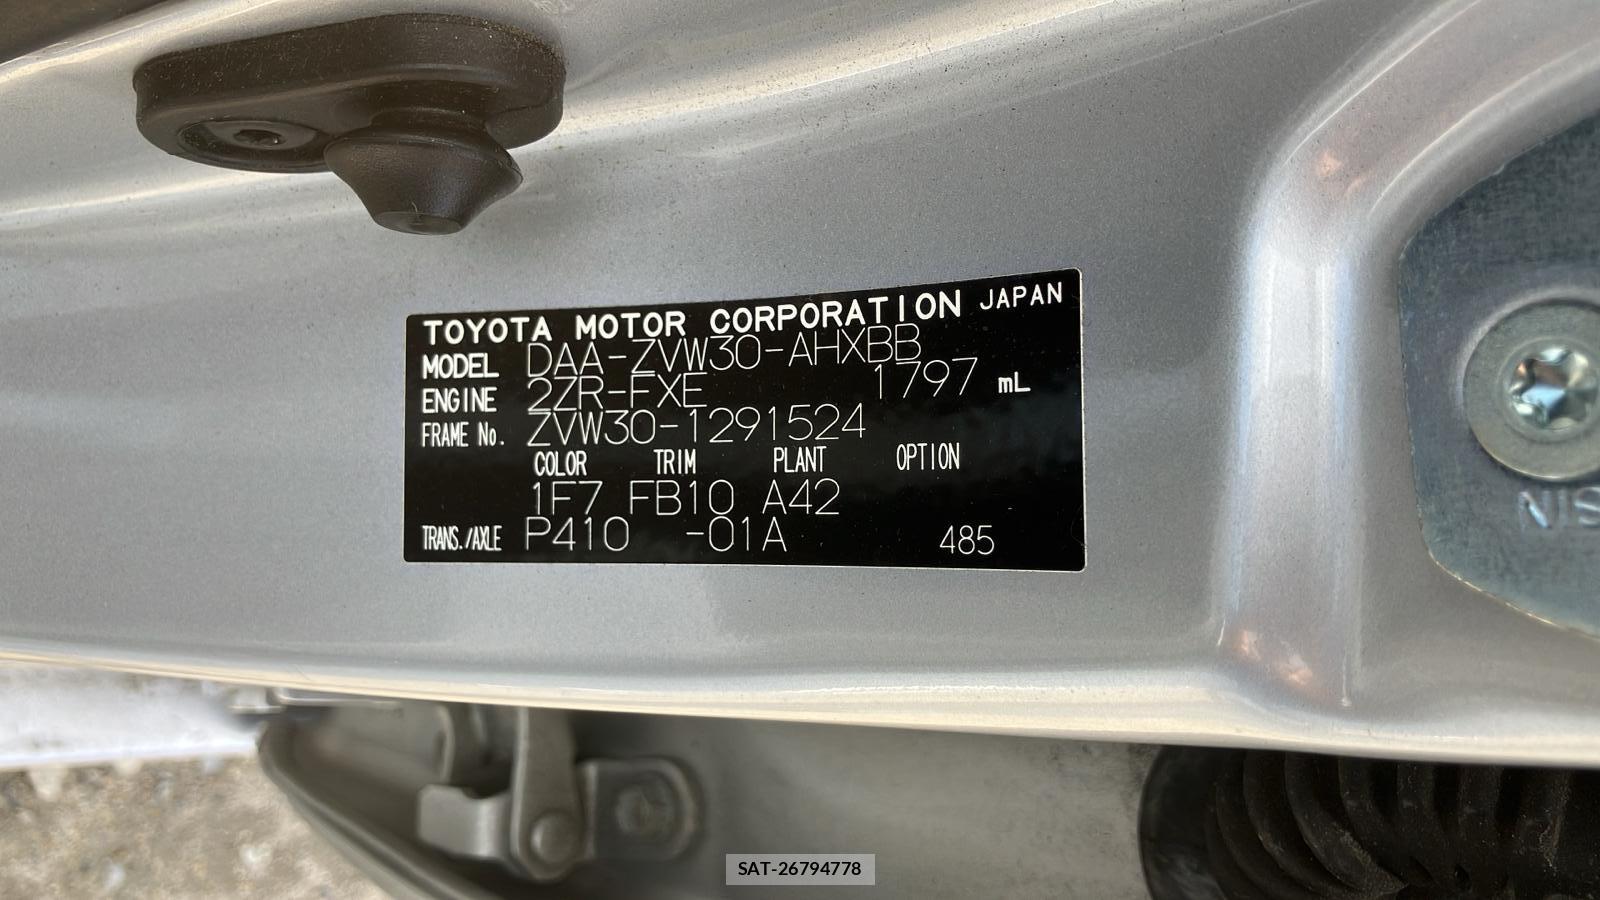 TOYOTA MOTOR CORPORATION JAPAN
MODEL DAA-ZVW30-AHXBB
ENGINE 2ZR-FXE 1797 mL
FRAME No. ZVW30-1291524
COLOR TRIM PLANT OPTION
1F7 FB10 A42
TRANS./AXLE P410 -01A 485
SAT-26794778